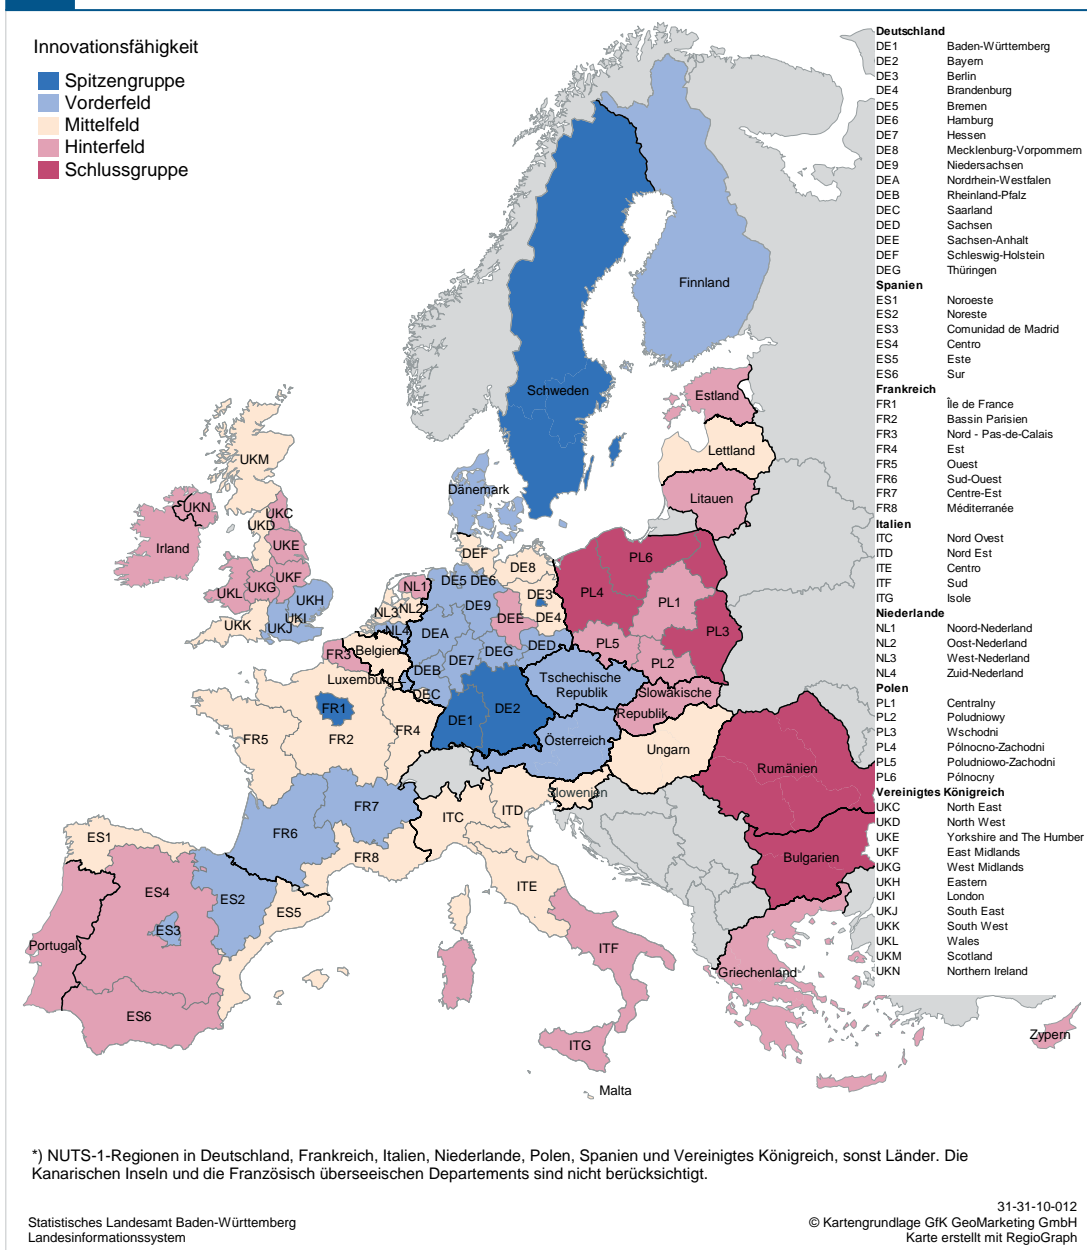 Innovationsfähigkeit
Spitzengruppe
Vorderfeld
Mittelfeld
Hinterfeld
Schlussgruppe
Deutschland
DE1 Baden-Württemberg
DE2 Bayern
DE3 Berlin
DE4 Brandenburg
DE5 Bremen
DE6 Hamburg
DE7 Hessen
DE8 Mecklenburg-Vorpommern
DE9 Niedersachsen
DEA Nordrhein-Westfalen
DEB Rheinland-Pfalz
DEC Saarland
DED Sachsen
DEE Sachsen-Anhalt
DEF Schleswig-Holstein
DEG Thüringen
Spanien
ES1 Noroeste
ES2 Noreste
ES3 Comunidad de Madrid
ES4 Centro
ES5 Este
ES6 Sur
Frankreich
FR1 Île de France
FR2 Bassin Parisien
FR3 Nord - Pas-de-Calais
FR4 Est
FR5 Ouest
FR6 Sud-Ouest
FR7 Centre-Est
FR8 Méditerranée
Italien
ITC Nord Ovest
ITD Nord Est
ITE Centro
ITF Sud
ITG Isole
Niederlande
NL1 Noord-Nederland
NL2 Oost-Nederland
NL3 West-Nederland
NL4 Zuid-Nederland
Polen
PL1 Centralny
PL2 Poludniowy
PL3 Wschodni
PL4 Pólnocno-Zachodni
PL5 Poludniowo-Zachodni
PL6 Pólnocny
Vereinigtes Königreich
UKC North East
UKD North West
UKE Yorkshire and The Humber
UKF East Midlands
UKG West Midlands
UKH Eastern
UKI London
UKJ South East
UKK South West
UKL Wales
UKM Scotland
UKN Northern Ireland
Finnland
Schweden
Estland
Lettland
Litauen
Dänemark
UKM
UKN
UKC
UKD
Irland
UKE
UKF
UKG
UKL
UKH
UKI
UKJ
UKK
DEF
DE8
DE5
DE6
DE3
DE9
DEE
DE4
DEA
DEG
DED
DE7
DEB
DEC
DE1
DE2
NL1
NL2
NL3
NL4
Belgien
Luxemburg
PL6
PL4
PL1
PL3
PL5
PL2
Tschechische
Republik
Slowakische
Republik
Österreich
Ungarn
Slowenien
Rumänien
Bulgarien
FR3
FR1
FR2
FR4
FR5
FR7
FR6
FR8
ITC
ITD
ITE
ITF
ITG
ES1
ES4
ES2
ES3
ES5
ES6
Portugal
Griechenland
Zypern
Malta
*) NUTS-1-Regionen in Deutschland, Frankreich, Italien, Niederlande, Polen, Spanien und Vereinigtes Königreich, sonst Länder. Die
Kanarischen Inseln und die Französisch überseeischen Departements sind nicht berücksichtigt.
Statistisches Landesamt Baden-Württemberg
Landesinformationssystem
31-31-10-012
© Kartengrundlage GfK GeoMarketing GmbH
Karte erstellt mit RegioGraph